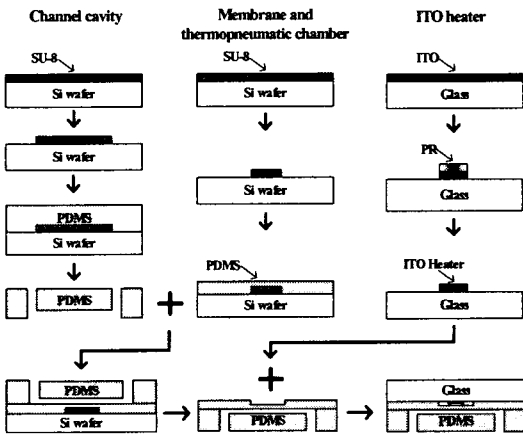 Channel cavity
Membrane and
thermopneumatic chamber
ITO heater
SU-8
SU-8
ITO
Si wafer
Si wafer
Glass
PR
Si wafer
Si wafer
Glass
PDMS
Si wafer
PDMS
ITO Heater
PDMS
Si wafer
Glass
PDMS
Si wafer
PDMS
Glass
PDMS